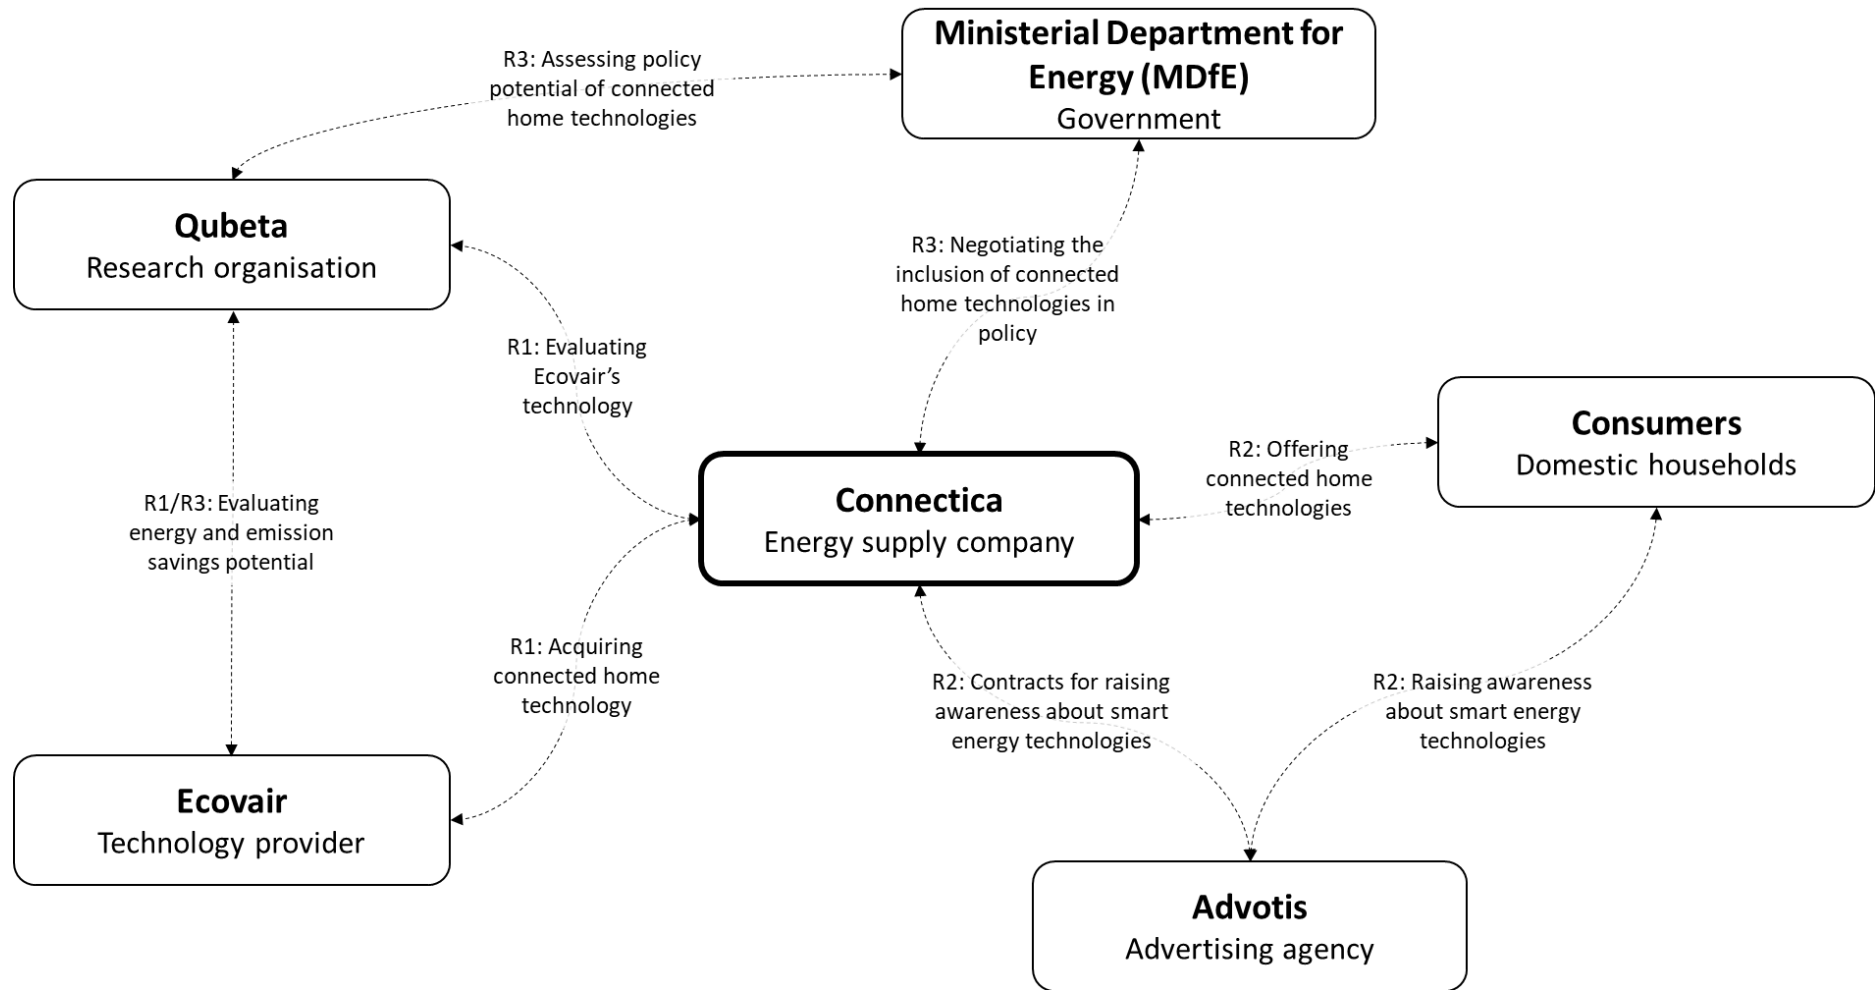 Ministerial Department for
Energy (MDfE)
Government
R3: Assessing policy
potential of connected
home technologies
Qubeta
Research organisation
R3: Negotiating the
inclusion of connected
home technologies in
policy
R1: Evaluating
Ecovair’s
technology
Consumers
Domestic households
R2: Offering
connected home
technologies
Connectica
Energy supply company
R1/R3: Evaluating
energy and emission
savings potential
R1: Acquiring
connected home
technology
R2: Contracts for raising
awareness about smart
energy technologies
R2: Raising awareness
about smart energy
technologies
Ecovair
Technology provider
Advotis
Advertising agency